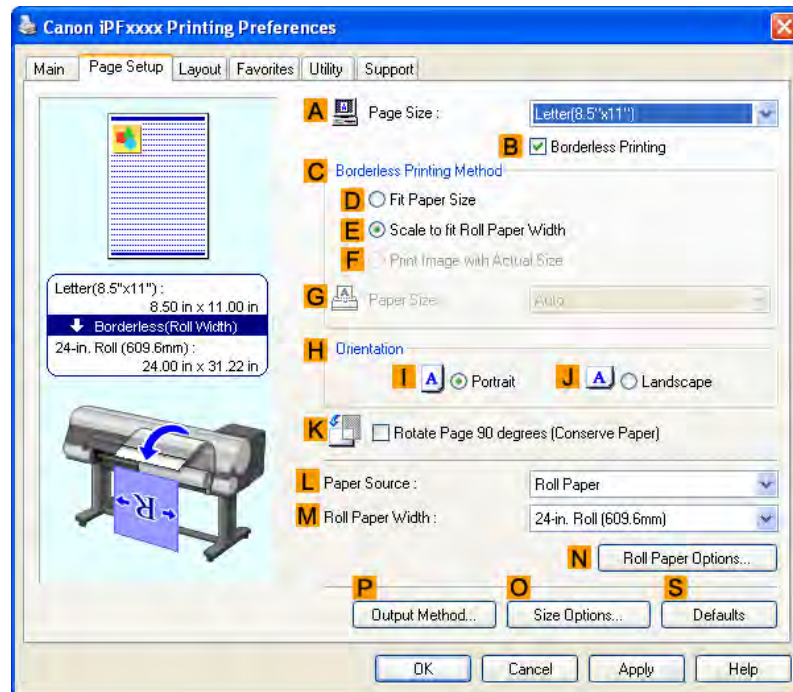 Canon iPFxxxx Printing Preferences
Main Page Setup Layout Favorites Utility Support
A Page Size : Letter(8.5"x11")
B Borderless Printing
C Borderless Printing Method
D Fit Paper Size
E Scale to fit Roll Paper Width
F Print Image with Actual Size
G Paper Size: Auto
Letter(8.5"x11") :
8.50 in x 11.00 in
Borderless(Roll Width)
24-in. Roll (609.6mm) :
24.00 in x 31.22 in
H Orientation
I A Portrait J A Landscape
K Rotate Page 90 degrees (Conserve Paper)
R
L Paper Source : Roll Paper
M Roll Paper Width : 24-in. Roll (609.6mm)
N Roll Paper Options...
P O S
Output Method... Size Options... Defaults
OK Cancel Apply Help